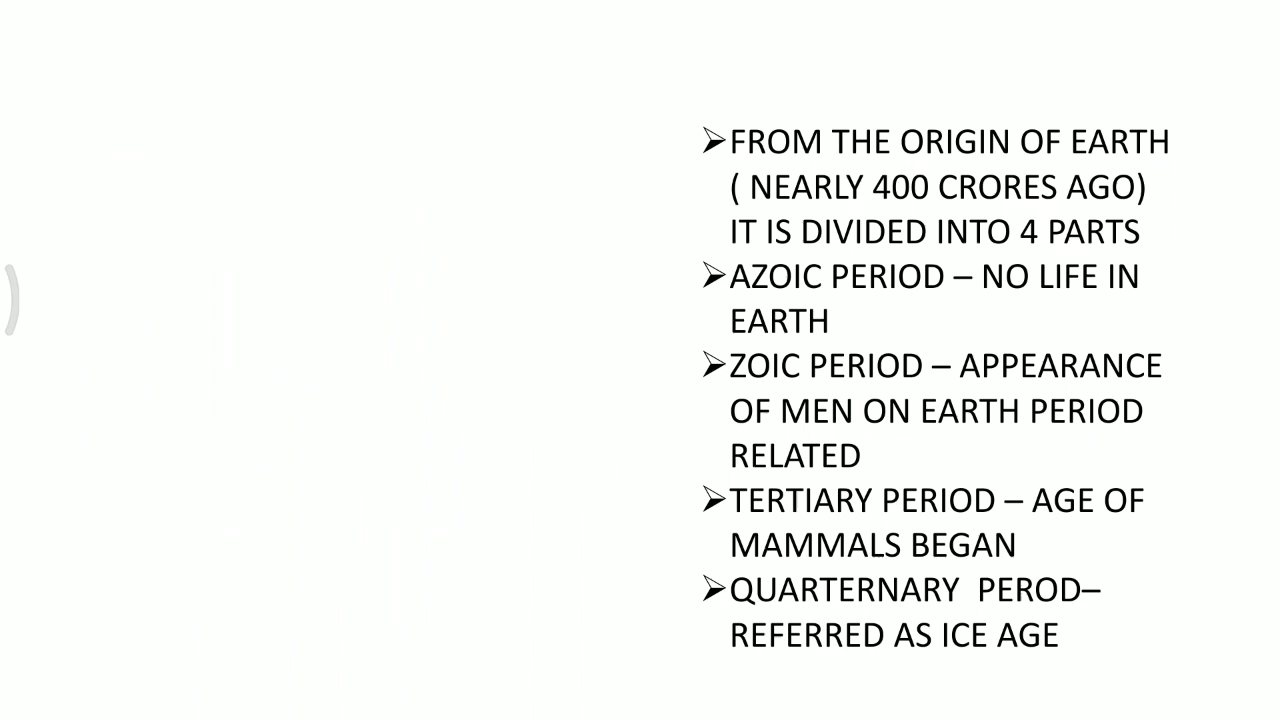 ➢FROM THE ORIGIN OF EARTH
( NEARLY 400 CRORES AGO)
IT IS DIVIDED INTO 4 PARTS
➢AZOIC PERIOD – NO LIFE IN
EARTH
➢ZOIC PERIOD – APPEARANCE
OF MEN ON EARTH PERIOD
RELATED
➢TERTIARY PERIOD – AGE OF
MAMMALS BEGAN
➢QUARTERNARY  PEROD–
REFERRED AS ICE AGE